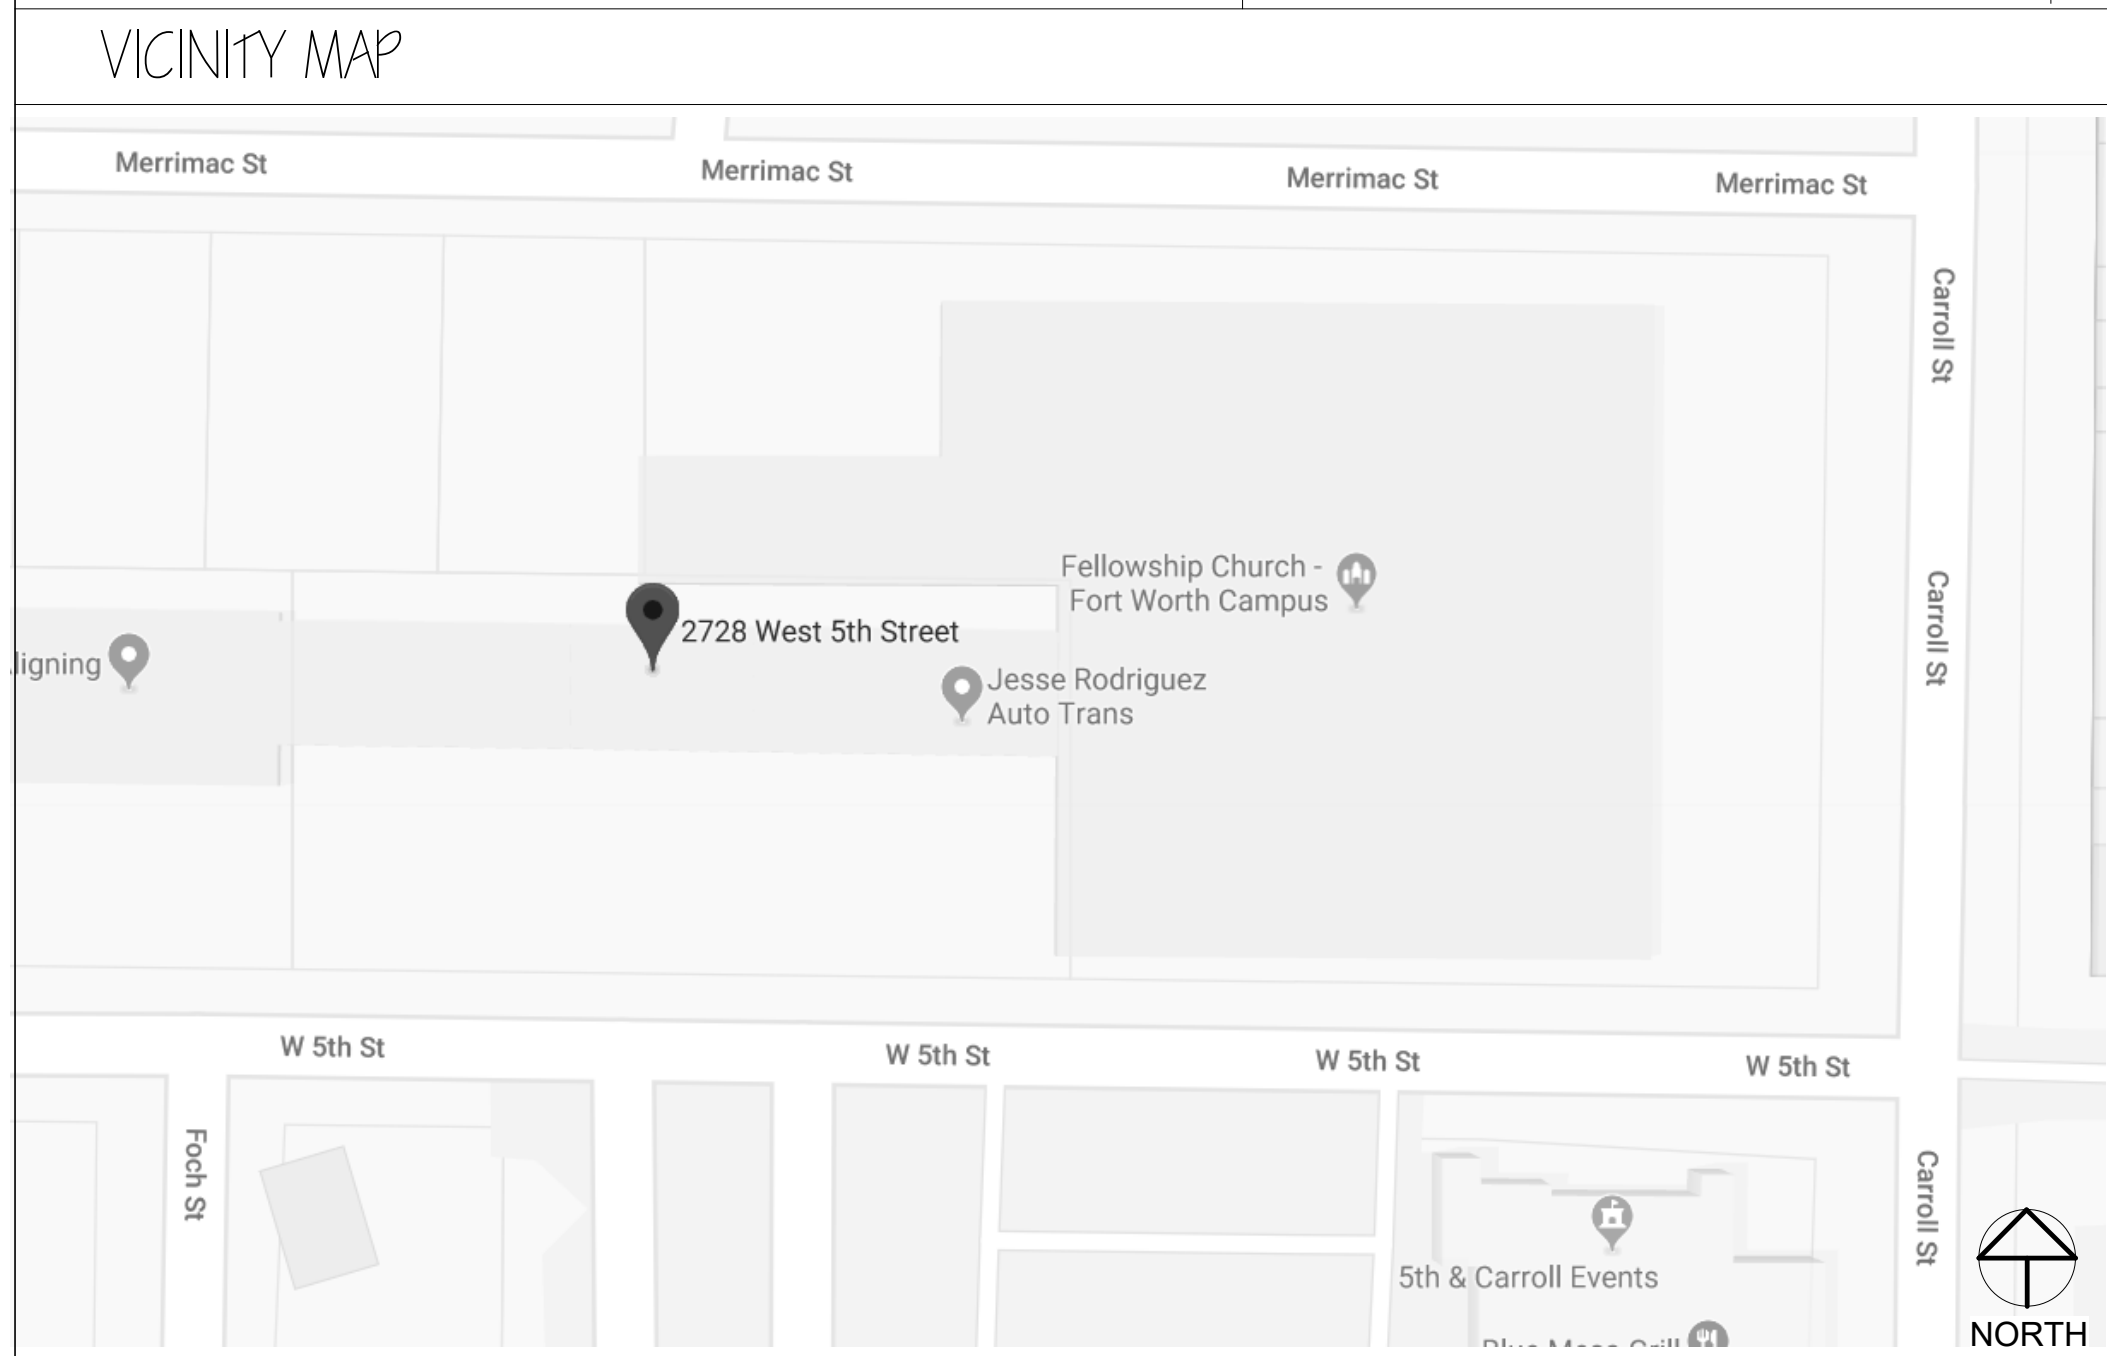 VICINITY MAP
Merrimac St
Merrimac St
Merrimac St
Merrimac St
Carroll St
Fellowship Church -
Fort Worth Campus
Carroll St
2728 West 5th Street
ligning
Jesse Rodriguez
Auto Trans
W 5th St
W 5th St
W 5th St
W 5th St
Foch St
Carroll St
5th & Carroll Events
NORTH